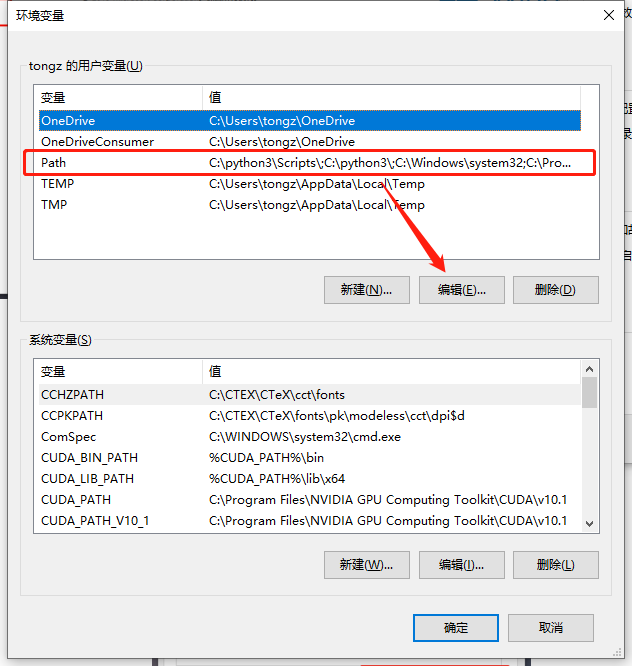 环境变量
tongz 的用户变量(U)
变量 值
OneDrive C:\Users\tongz\OneDrive
OneDriveConsumer C:\Users\tongz\OneDrive
Path C:\python3\Scripts\;C:\python3\;C:\Windows\system32;C:\Pro...
TEMP C:\Users\tongz\AppData\Local\Temp
TMP C:\Users\tongz\AppData\Local\Temp
新建(N)... 编辑(E)... 删除(D)
系统变量(S)
变量 值
CCHZPATH C:\CTEX\CTeX\cct\fonts
CCPKPATH C:\CTEX\CTeX\fonts\pk\modeless\cct\dpi$d
ComSpec C:\WINDOWS\system32\cmd.exe
CUDA_BIN_PATH %CUDA_PATH%\bin
CUDA_LIB_PATH %CUDA_PATH%\lib\x64
CUDA_PATH C:\Program Files\NVIDIA GPU Computing Toolkit\CUDA\v10.1
CUDA_PATH_V10_1 C:\Program Files\NVIDIA GPU Computing Toolkit\CUDA\v10.1
新建(W)... 编辑(I)... 删除(L)
确定 取消